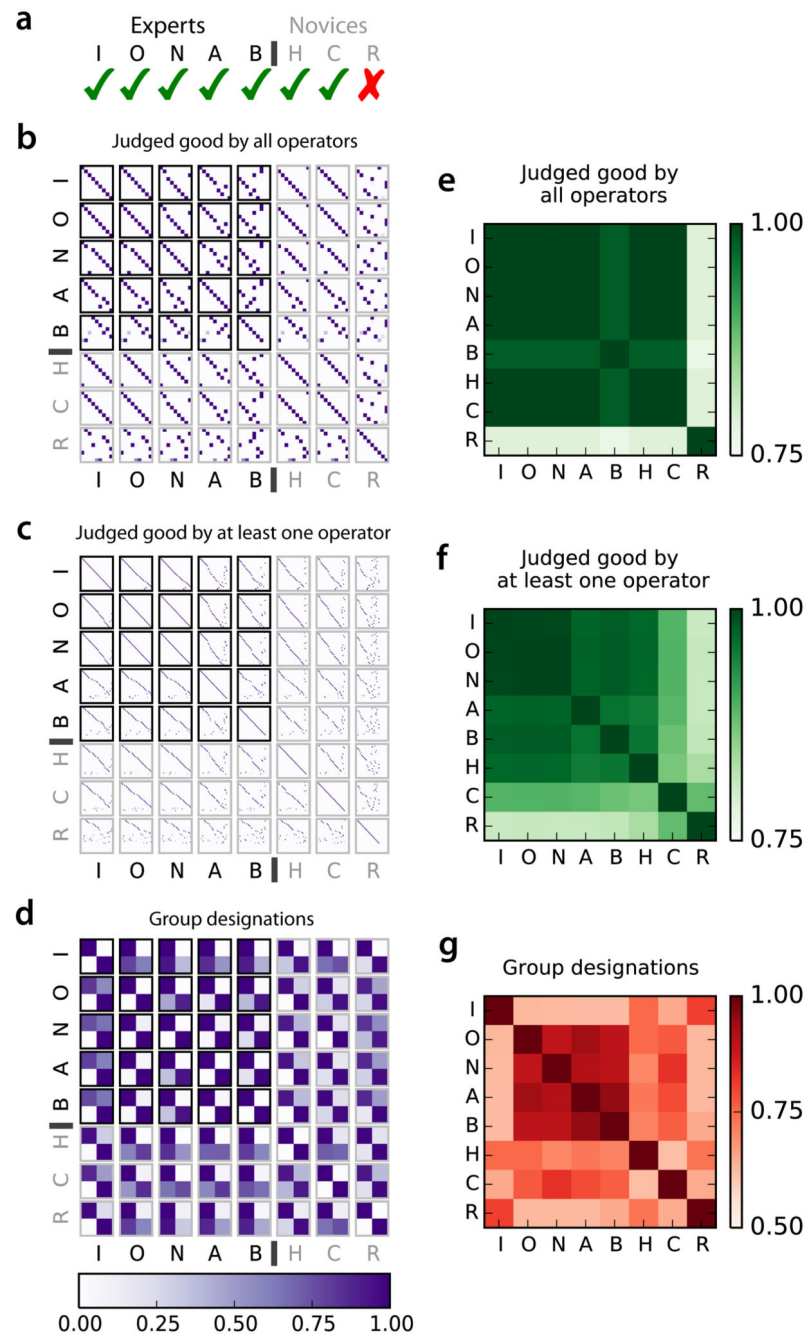 a
Experts Novices
I O N A B H C R
b
Judged good by all operators
I
O
N
A
B
H
C
R
I O N A B H C R
c
Judged good by at least one operator
I
O
N
A
B
H
C
R
I O N A B H C R
d
Group designations
I
O
N
A
B
H
C
R
I O N A B H C R
0.00 0.25 0.50 0.75 1.00
e
Judged good by
all operators
I
O
N
A
B
H
C
R
I O N A B H C R
1.00
0.75
f
Judged good by
at least one operator
I
O
N
A
B
H
C
R
I O N A B H C R
1.00
0.75
g
Group designations
I
O
N
A
B
H
C
R
I O N A B H C R
1.00
0.75
0.50